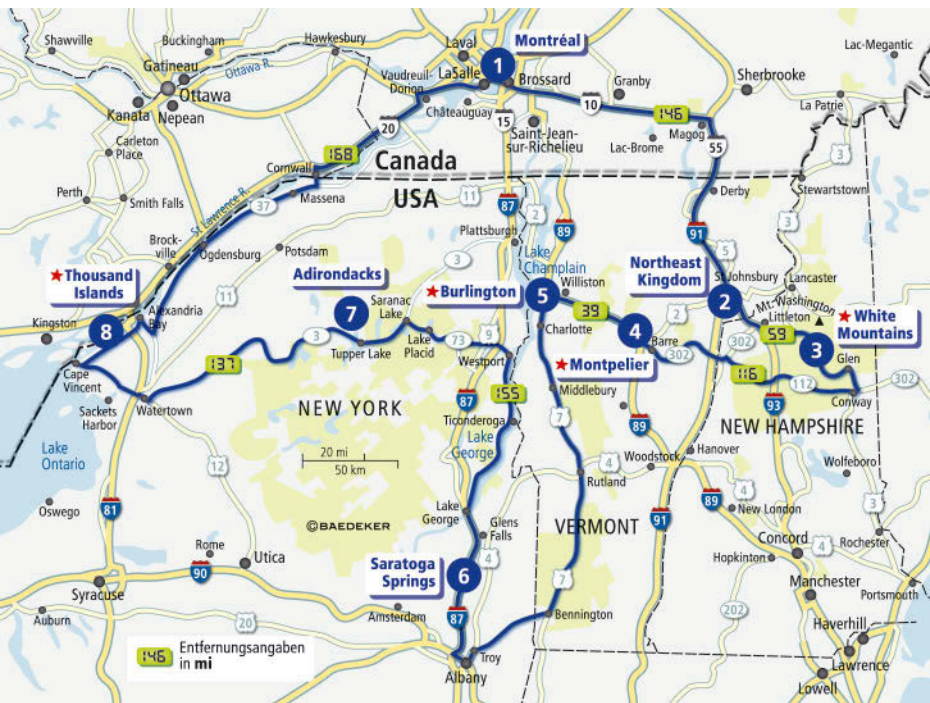 Shawville
Buckingham
Hawkesbury
Laval
Montréal
Lac-Megantic
Gatineau
Ottawa R.
Vaudreuil-
Dorion
LaSalle
1
Brossard
Granby
Sherbrooke
Ottawa
Kanata
Nepean
Châteauguay
15
10
146
La Patrie
20
Saint-Jean-
sur-Richelieu
Magog
55
Lac-Brome
Carleton
Place
168
Canada
Cornwall
3
USA
Perth
Smith Falls
St Lawrence R.
37
Massena
11
87
2
89
Derby
Stewartstown
3
Brock-
ville
Ogdensburg
Potsdam
Plattsburgh
91
5
3
Lake
Champlain
Thousand
Islands
Adirondacks
Burlington
Williston
Northeast
Kingdom
St Johnsbury
Lancaster
Mt-Washington
Littleton
White
Mountains
11
Alexandria
Bay
7
Saranac
Lake
5
39
4
2
2
59
3
Kingston
8
3
Tupper Lake
Lake
Placid
73
9
Charlotte
Barre
302
302
Glen
137
Westport
Montpelier
116
112
302
Cape
Vincent
Conway
Sackets
Harbor
Watertown
87
155
Middlebury
93
NEW YORK
Ticonderoga
7
89
NEW HAMPSHIRE
Lake
Ontario
Lake
George
20 mi
50 km
12
4
Woodstock
Hanover
Wolfeboro
Rutland
89
4
3
Oswego
81
©BAEDEKER
Lake
George
Glens
Falls
VERMONT
91
New London
Rome
Utica
4
Concord
4
Rochester
Hopkinton
90
Saratoga
Springs
6
7
Syracuse
Manchester
Portsmouth
Amsterdam
87
Bennington
202
Auburn
20
Haverhill
146
Entfernungsangaben
in mi
Troy
Albany
Lawrence
Lowell